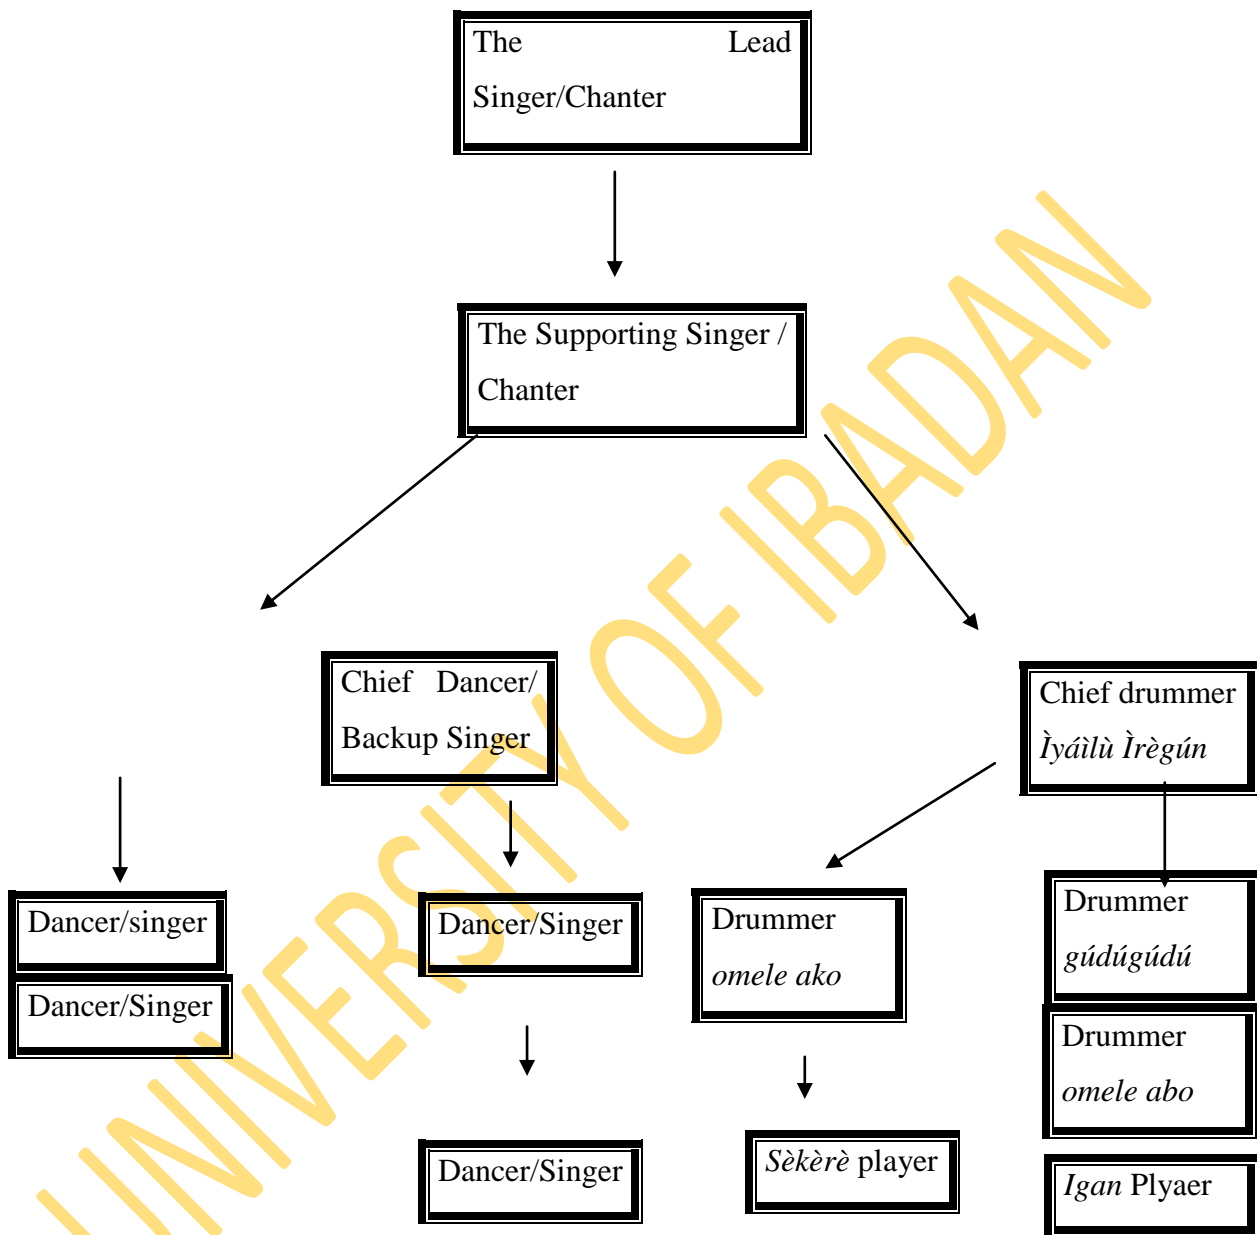 The Lead
Singer/Chanter
The Supporting Singer /
Chanter
Chief Dancer/
Backup Singer
Chief drummer
Ìyáìlù Ìrègún
Dancer/singer
Dancer/Singer
Dancer/Singer
Dancer/Singer
Drummer
omele ako
Sèkèrè player
Drummer
gúdúgúdú
Drummer
omele abo
Igan Plyaer
UNIVERSITY OF IBADAN